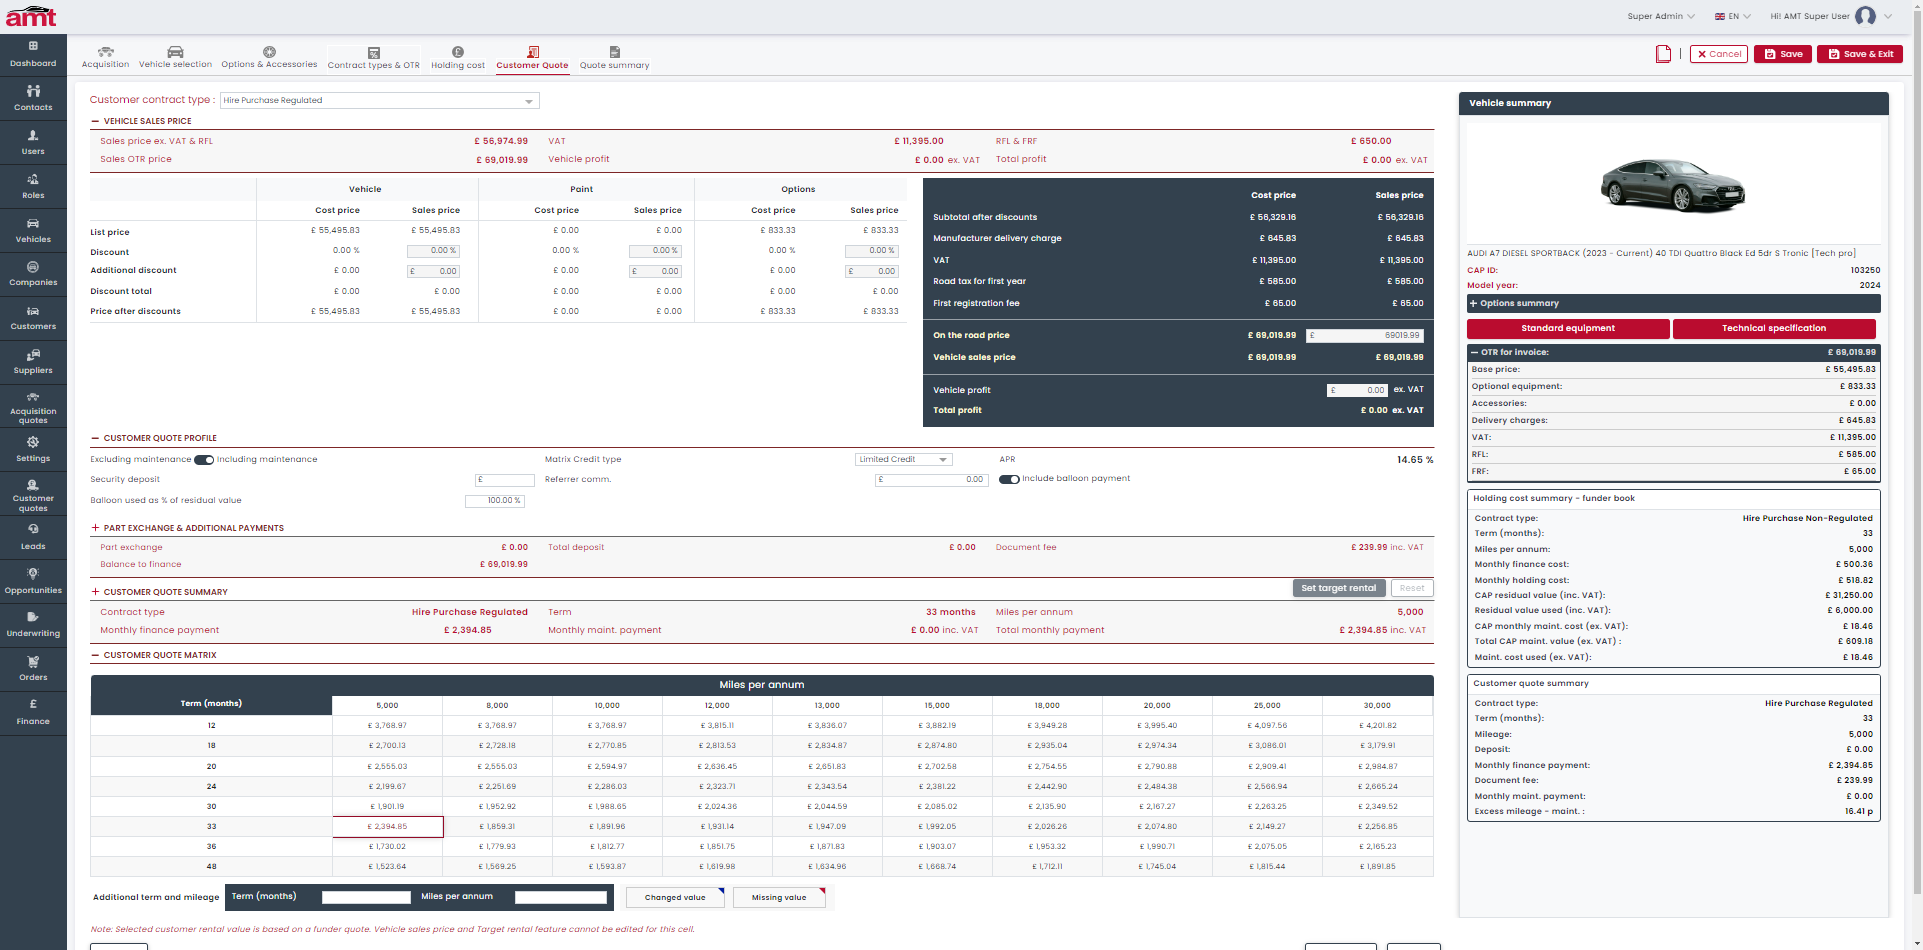 amt
Super Admin
EN
Hi! AMT Super User
Dashboard
Contacts
Users
Roles
Vehicles
Companies
Customers
Suppliers
Acquisition quotes
Settings
Customer quotes
Leads
Opportunities
Underwriting
Orders
£
Finance
Acquisition Vehicle selection Options & Accessories Contract types & OTR Holding cost Customer Quote Quote summary
Cancel Save Save & Exit
Customer contract type : Hire Purchase Regulated
VEHICLE SALES PRICE
Sales price ex. VAT & RFL £ 56,974.99 VAT £ 11,395.00 RFL & FRF £ 650.00
Sales OTR price £ 69,019.99 Vehicle profit £ 0.00 ex. VAT Total profit £ 0.00 ex. VAT
Vehicle Paint Options
Cost price Sales price Cost price Sales price Cost price Sales price
List price £ 55,495.83 £ 55,495.83 £ 0.00 £ 0.00 £ 833.33 £ 833.33
Discount 0.00 % 0.00 % 0.00 % 0.00 % 0.00 % 0.00 %
Additional discount £ 0.00 £ 0.00 £ 0.00 £ 0.00 £ 0.00 £ 0.00
Discount total £ 0.00 £ 0.00 £ 0.00 £ 0.00 £ 0.00 £ 0.00
Price after discounts £ 55,495.83 £ 55,495.83 £ 0.00 £ 0.00 £ 833.33 £ 833.33
Cost price Sales price
Subtotal after discounts £ 56,329.16 £ 56,329.16
Manufacturer delivery charge £ 645.83 £ 645.83
VAT £ 11,395.00 £ 11,395.00
Road tax for first year £ 585.00 £ 585.00
First registration fee £ 65.00 £ 65.00
On the road price £ 69,019.99 £ 69019.99
Vehicle sales price £ 69,019.99 £ 69,019.99
Vehicle profit £ 0.00 ex. VAT
Total profit £ 0.00 ex. VAT
CUSTOMER QUOTE PROFILE
Excluding maintenance Including maintenance Matrix Credit type Limited Credit APR 14.65 %
Security deposit £ Referrer comm. £ 0.00 Include balloon payment
Balloon used as % of residual value 100.00 %
PART EXCHANGE & ADDITIONAL PAYMENTS
Part exchange £ 0.00 Total deposit £ 0.00 Document fee £ 239.99 inc. VAT
Balance to finance £ 69,019.99
CUSTOMER QUOTE SUMMARY Set target rental Reset
Contract type Hire Purchase Regulated Term 33 months Miles per annum 5,000
Monthly finance payment £ 2,394.85 Monthly maint. payment £ 0.00 inc. VAT Total monthly payment £ 2,394.85 inc. VAT
CUSTOMER QUOTE MATRIX
Miles per annum
Term (months) 5,000 8,000 10,000 12,000 13,000 15,000 18,000 20,000 25,000 30,000
12 £ 3,768.97 £ 3,768.97 £ 3,768.97 £ 3,815.11 £ 3,836.07 £ 3,882.19 £ 3,949.28 £ 3,995.40 £ 4,097.56 £ 4,201.82
18 £ 2,700.13 £ 2,728.18 £ 2,770.85 £ 2,813.53 £ 2,834.87 £ 2,874.80 £ 2,935.04 £ 2,974.34 £ 3,086.01 £ 3,179.91
20 £ 2,555.03 £ 2,555.03 £ 2,594.97 £ 2,636.45 £ 2,651.83 £ 2,702.58 £ 2,754.55 £ 2,790.88 £ 2,909.41 £ 2,984.87
24 £ 2,199.67 £ 2,251.69 £ 2,286.03 £ 2,323.71 £ 2,343.54 £ 2,381.22 £ 2,442.90 £ 2,484.38 £ 2,566.94 £ 2,665.24
30 £ 1,901.19 £ 1,952.92 £ 1,988.65 £ 2,024.36 £ 2,044.59 £ 2,085.02 £ 2,135.90 £ 2,167.27 £ 2,263.25 £ 2,349.52
33 £ 2,394.85 £ 1,859.31 £ 1,891.96 £ 1,931.14 £ 1,947.09 £ 1,992.05 £ 2,026.26 £ 2,074.80 £ 2,149.27 £ 2,256.85
36 £ 1,730.02 £ 1,779.93 £ 1,812.77 £ 1,851.75 £ 1,871.83 £ 1,903.07 £ 1,953.32 £ 1,990.71 £ 2,075.05 £ 2,165.23
48 £ 1,523.64 £ 1,569.25 £ 1,593.87 £ 1,619.98 £ 1,634.96 £ 1,668.74 £ 1,712.11 £ 1,745.04 £ 1,815.44 £ 1,891.85
Additional term and mileage Term (months) Miles per annum Changed value Missing value
Note: Selected customer rental value is based on a funder quote. Vehicle sales price and Target rental feature cannot be edited for this cell.
Vehicle summary
AUDI A7 DIESEL SPORTBACK (2023 - Current) 40 TDI Quattro Black Ed 5dr S Tronic [Tech pro]
CAP ID: 103250
Model year: 2024
Options summary
Standard equipment Technical specification
OTR for invoice: £ 69,019.99
Base price: £ 55,495.83
Optional equipment: £ 833.33
Accessories: £ 0.00
Delivery charges: £ 645.83
VAT: £ 11,395.00
RFL: £ 585.00
FRF: £ 65.00
Holding cost summary - funder book
Contract type: Hire Purchase Non-Regulated
Term (months): 33
Miles per annum: 5,000
Monthly finance cost: £ 500.36
Monthly holding cost: £ 518.82
CAP residual value (inc. VAT): £ 31,250.00
Residual value used (inc. VAT): £ 6,000.00
CAP monthly maint. cost (ex. VAT): £ 18.46
Total CAP maint. value (ex. VAT) : £ 609.18
Maint. cost used (ex. VAT): £ 18.46
Customer quote summary
Contract type: Hire Purchase Regulated
Term (months): 33
Mileage: 5,000
Deposit: £ 0.00
Monthly finance payment: £ 2,394.85
Document fee: £ 239.99
Monthly maint. payment: £ 0.00
Excess mileage - maint. : 16.41 p